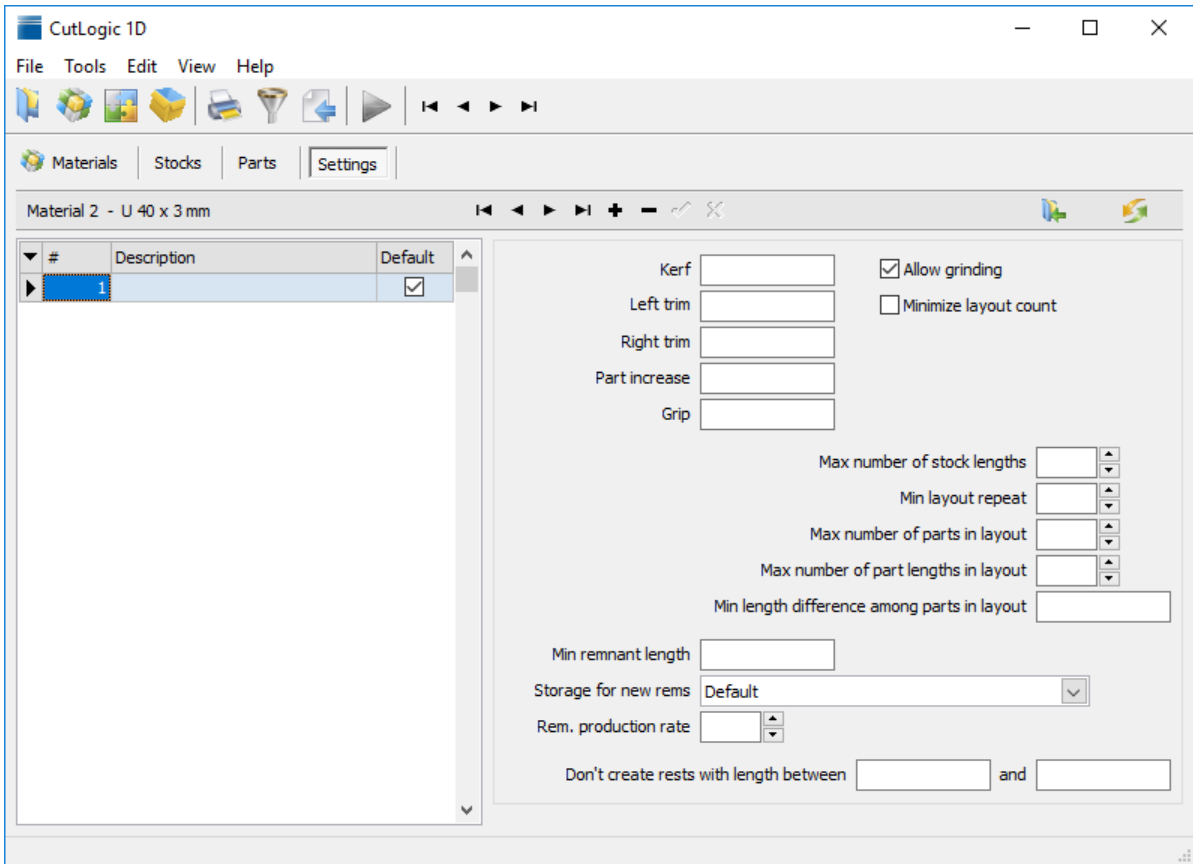 CutLogic 1D
File Tools Edit View Help
Materials Stocks Parts Settings
Material 2 - U 40 x 3 mm
# Description Default
1
Kerf Allow grinding
Left trim Minimize layout count
Right trim
Part increase
Grip
Max number of stock lengths
Min layout repeat
Max number of parts in layout
Max number of part lengths in layout
Min length difference among parts in layout
Min remnant length
Storage for new rems Default
Rem. production rate
Don't create rests with length between and